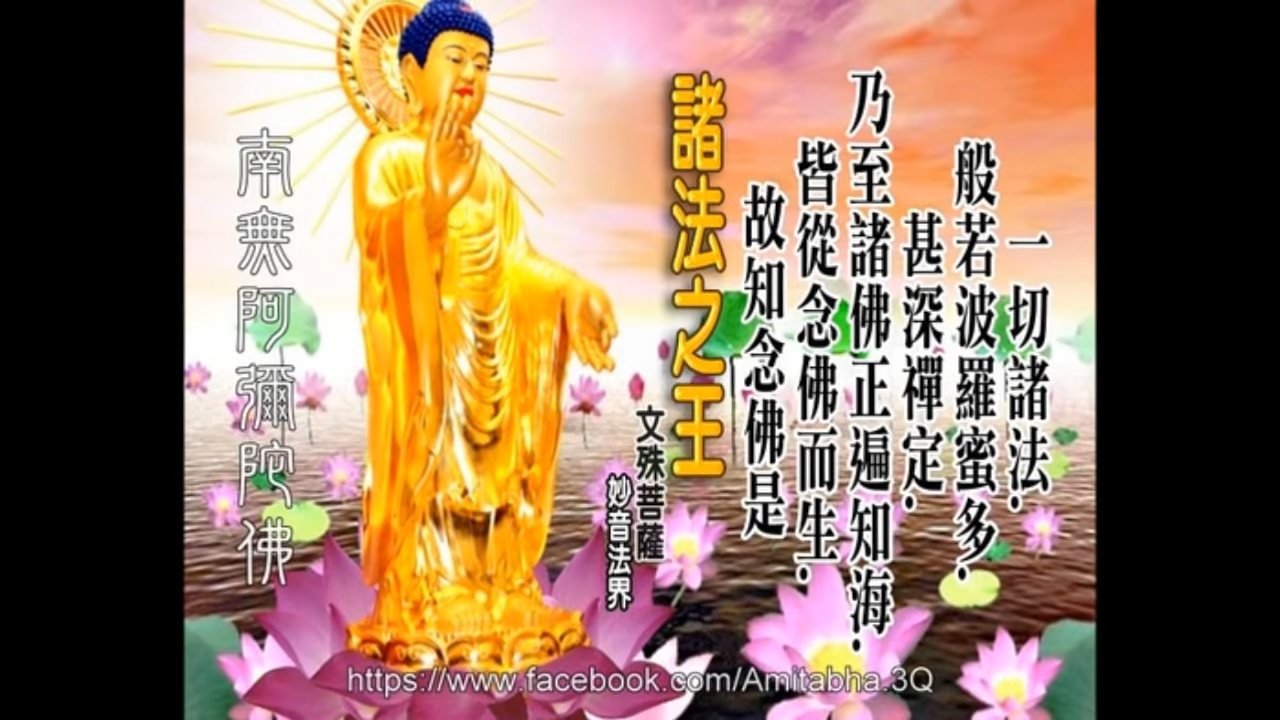 一切諸法.
般若波羅蜜多.
甚深禪定.
乃至諸佛正遍知海.
皆從念佛而生.
故知念佛是
諸法之王
文殊菩薩
妙音法界
南無阿彌陀佛
https://www.facebook.com/Amitabha.3Q